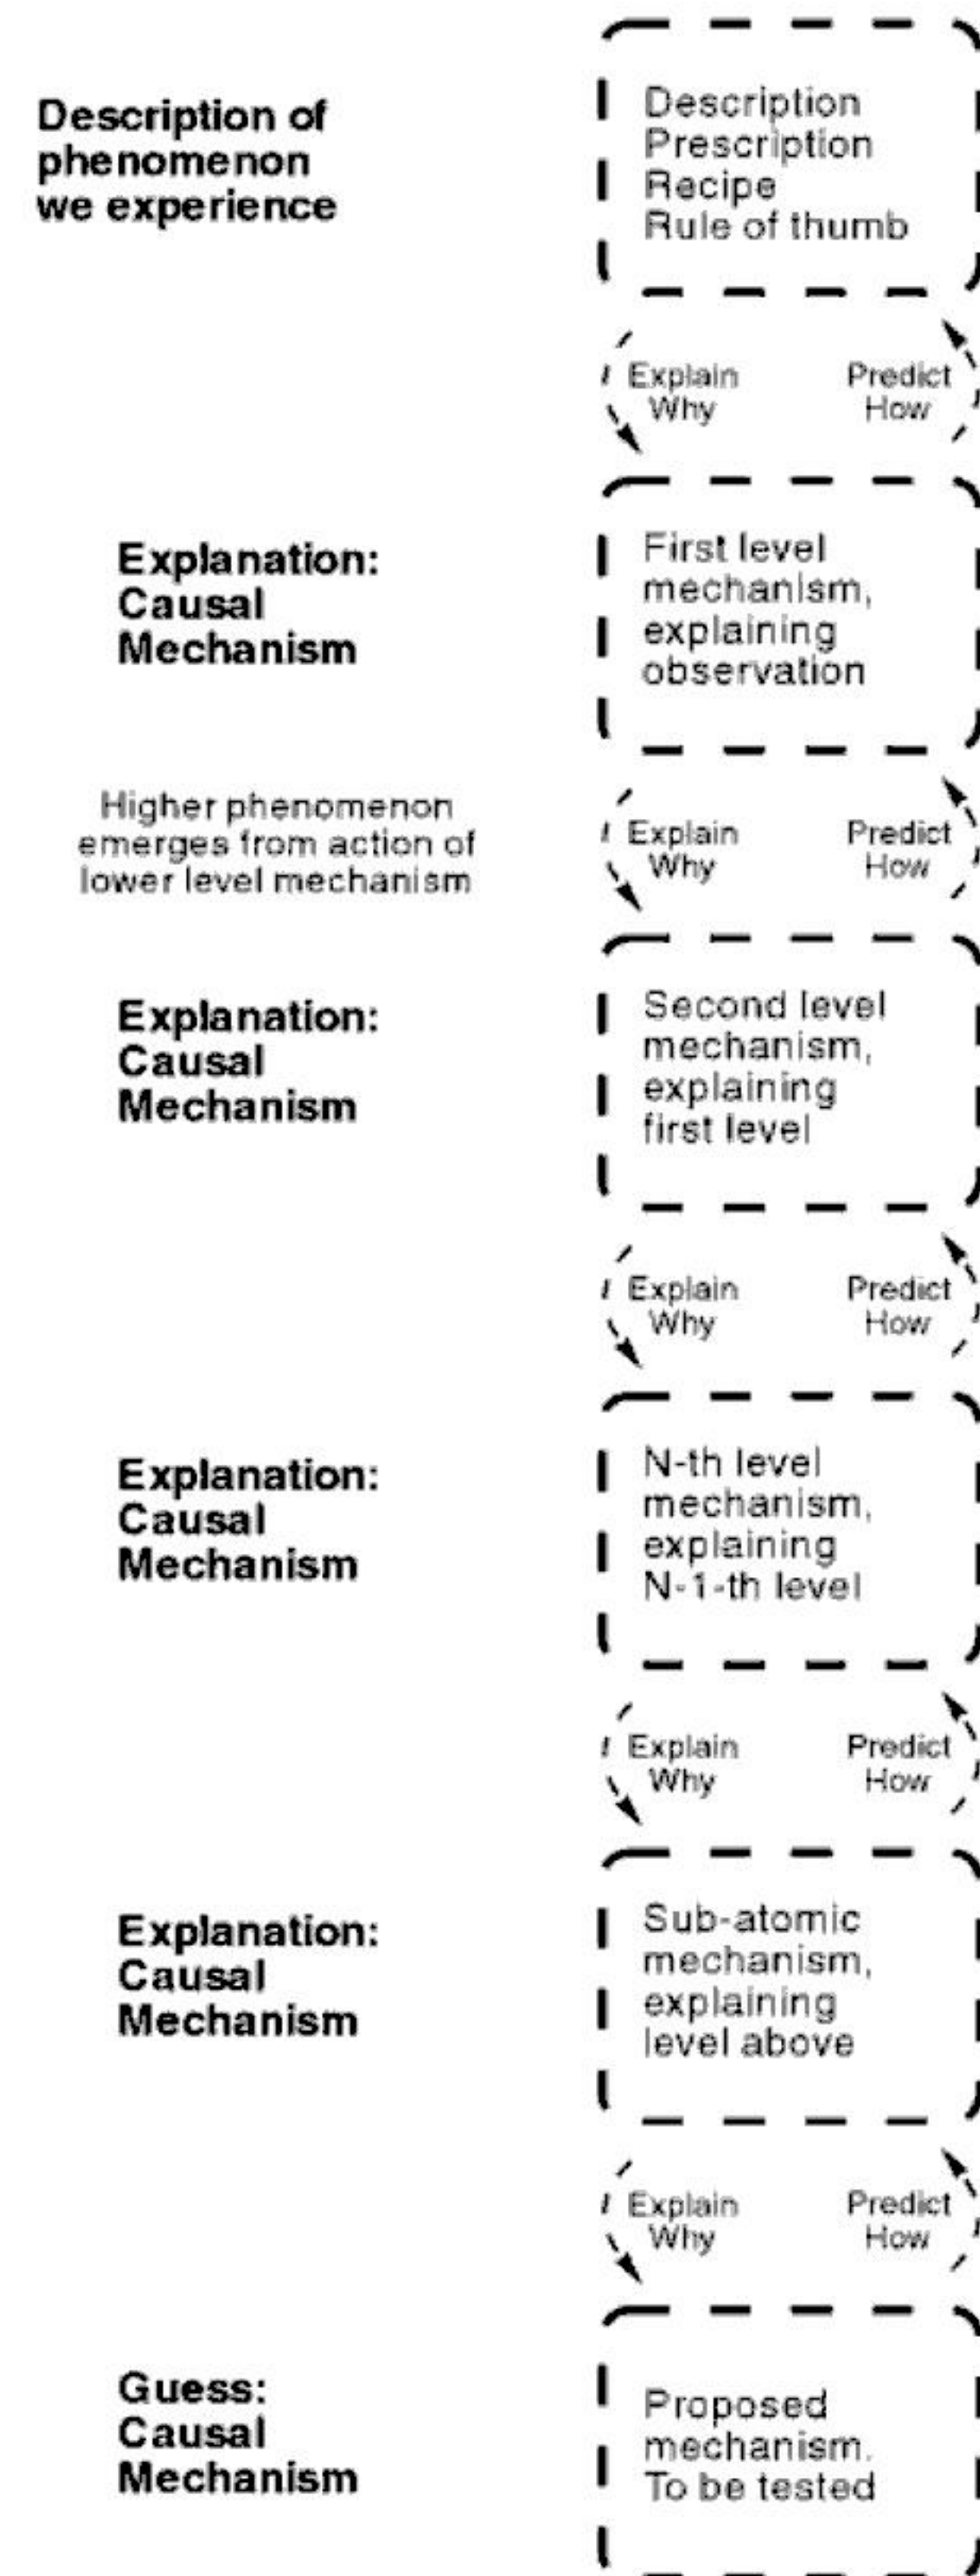 Description of
phenomenon
we experience
Description
Prescription
Recipe
Rule of thumb
Explain
Why
Predict
How
Explanation:
Causal
Mechanism
First level
mechanism,
explaining
observation
Higher phenomenon
emerges from action of
lower level mechanism
Explain
Why
Predict
How
Explanation:
Causal
Mechanism
Second level
mechanism,
explaining
first level
Explain
Why
Predict
How
Explanation:
Causal
Mechanism
N-th level
mechanism,
explaining
N-1-th level
Explain
Why
Predict
How
Explanation:
Causal
Mechanism
Sub-atomic
mechanism,
explaining
level above
Explain
Why
Predict
How
Guess:
Causal
Mechanism
Proposed
mechanism.
To be tested